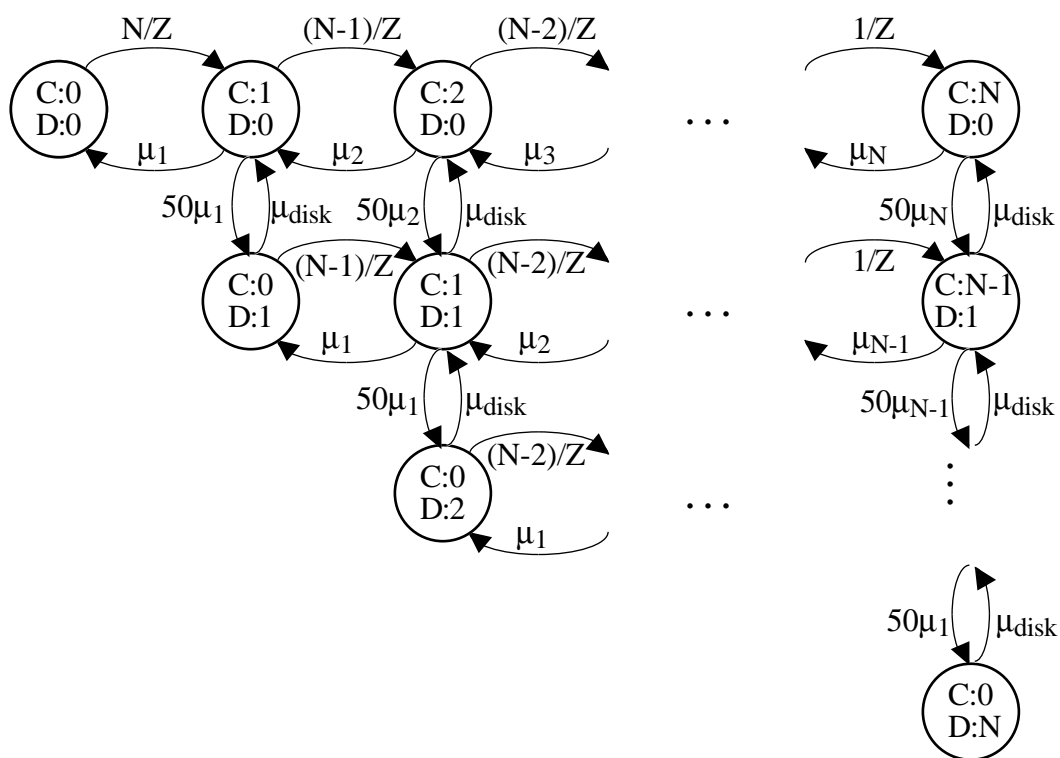 N/Z (N-1)/Z (N-2)/Z 1/Z
C:0 C:1 C:2 C:N
D:0 D:0 D:0 ... D:0
μ1 μ2 μ3 μN
50μ1 μdisk 50μ2 μdisk 50μN μdisk
(N-1)/Z (N-2)/Z 1/Z
C:0 C:1 C:N-1
D:1 D:1 ... D:1
μ1 μ2 μN-1
50μ1 μdisk 50μN-1 μdisk
(N-2)/Z
C:0
D:2 ...
μ1
50μ1 μdisk
C:0
D:N